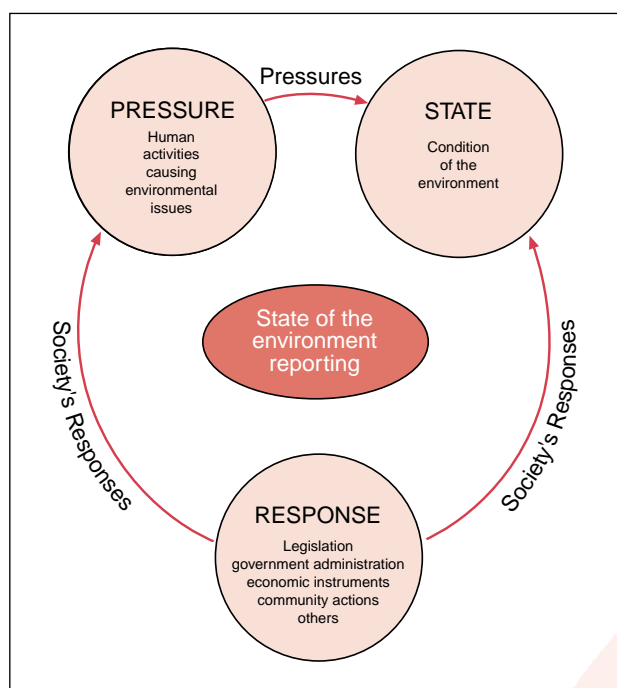 Pressures
PRESSURE
Human
activities
causing
environmental
issues
STATE
Condition
of the
environment
State of the
environment
reporting
Society's Responses
Society's Responses
RESPONSE
Legislation
government administration
economic instruments
community actions
others